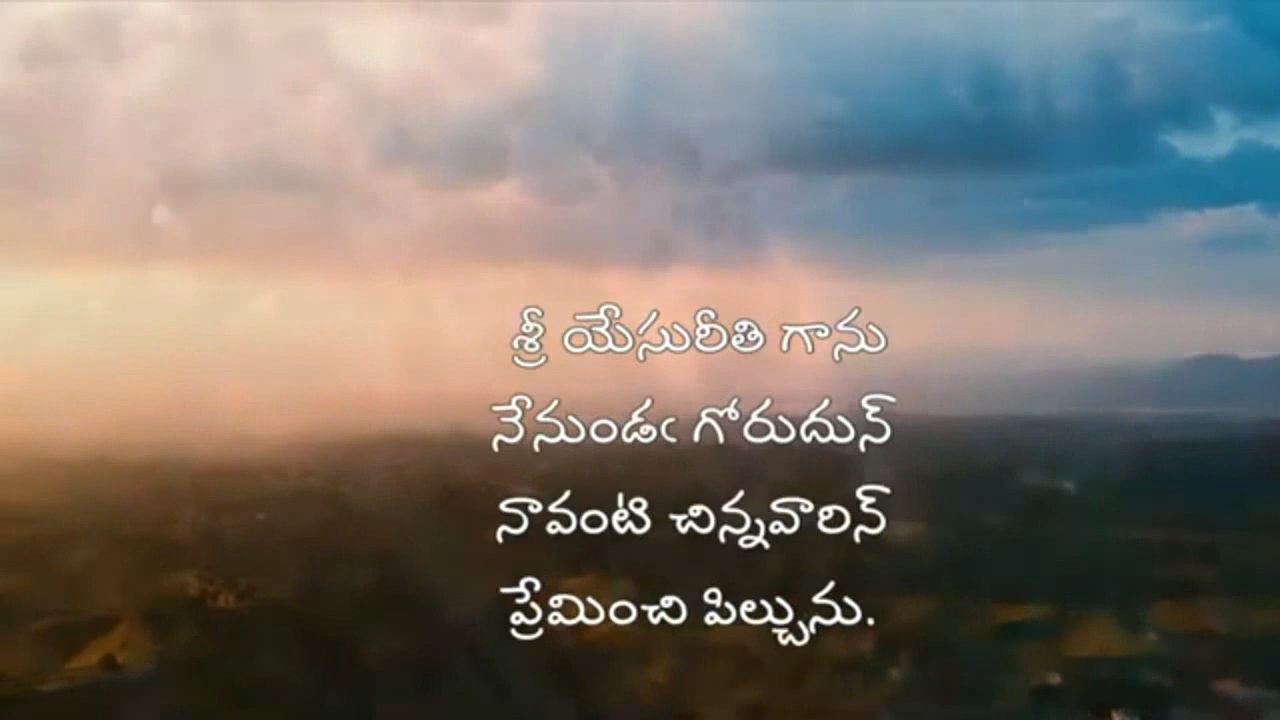 శ్రీ యేసురీతి గాను
నేనుండఁ గోరుదున్
నావంటి చిన్నవారిన్
ప్రేమించి పిల్చును.